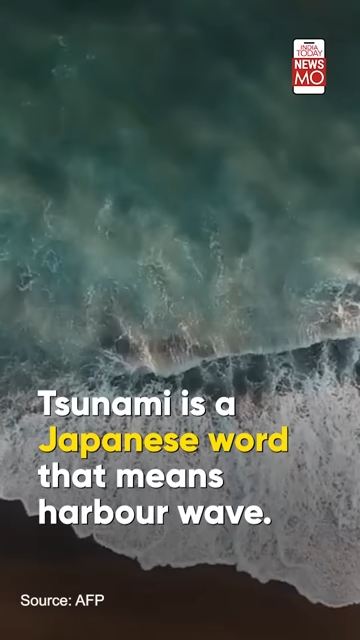 INDIA
TODAY
NEWS
MO
Tsunami is a
Japanese word
that means
harbour wave.
Source: AFP